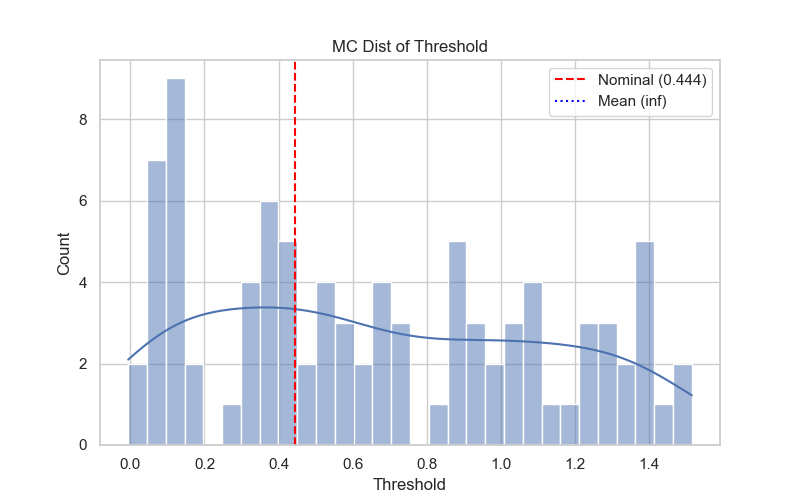 MC Dist of Threshold
Nominal (0.444)
Mean (inf)
8
6
4
2
0
Count
0.0 0.2 0.4 0.6 0.8 1.0 1.2 1.4
Threshold